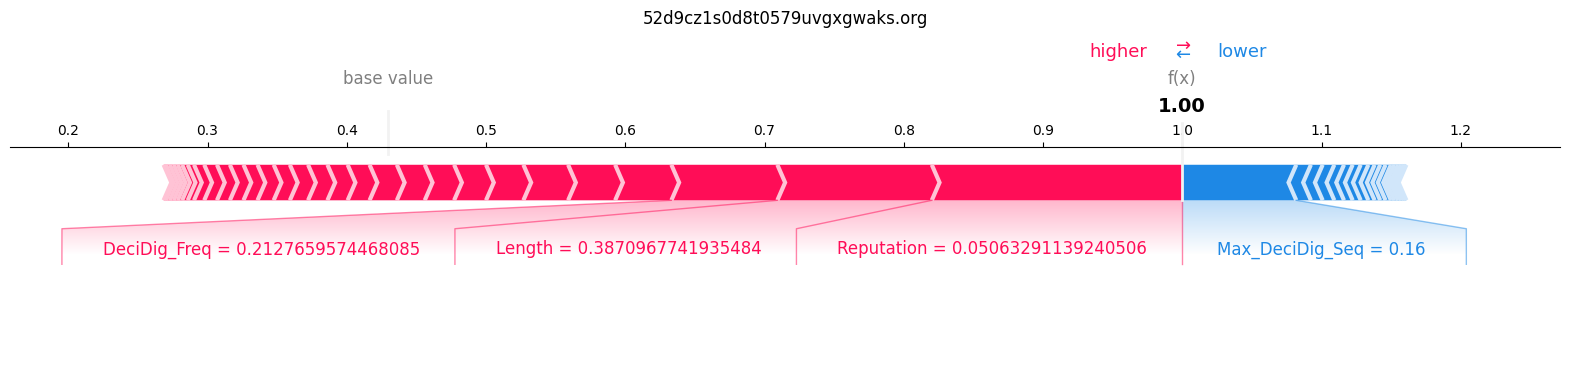 52d9cz1s0d8t0579uvgxgwaks.org
higher → ← lower
base value f(x)
1.00
0.2 0.3 0.4 0.5 0.6 0.7 0.8 0.9 1.0 1.1 1.2
DeciDig_Freq = 0.2127659574468085 Length = 0.3870967741935484 Reputation = 0.05063291139240506 Max_DeciDig_Seq = 0.16